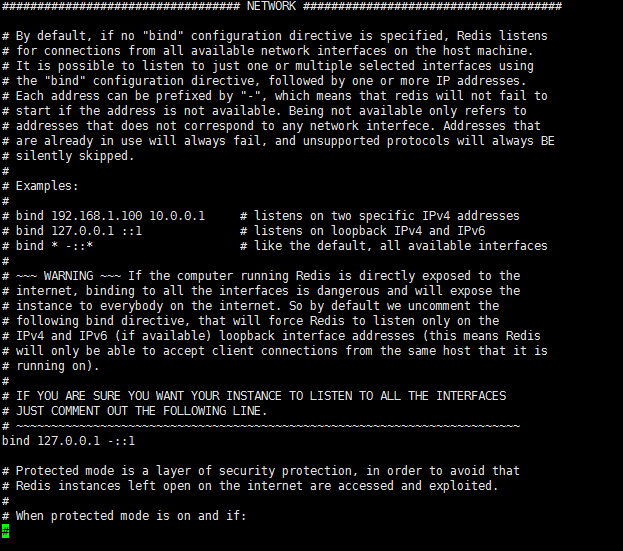 ################################## NETWORK #####################################
# By default, if no "bind" configuration directive is specified, Redis listens
# for connections from all available network interfaces on the host machine.
# It is possible to listen to just one or multiple selected interfaces using
# the "bind" configuration directive, followed by one or more IP addresses.
# Each address can be prefixed by "-", which means that redis will not fail to
# start if the address is not available. Being not available only refers to
# addresses that does not correspond to any network interfece. Addresses that
# are already in use will always fail, and unsupported protocols will always BE
# silently skipped.
#
# Examples:
#
# bind 192.168.1.100 10.0.0.1     # listens on two specific IPv4 addresses
# bind 127.0.0.1 ::1              # listens on loopback IPv4 and IPv6
# bind * -::*                     # like the default, all available interfaces
#
# ~~~ WARNING ~~~ If the computer running Redis is directly exposed to the
# internet, binding to all the interfaces is dangerous and will expose the
# instance to everybody on the internet. So by default we uncomment the
# following bind directive, that will force Redis to listen only on the
# IPv4 and IPv6 (if available) loopback interface addresses (this means Redis
# will only be able to accept client connections from the same host that it is
# running on).
#
# IF YOU ARE SURE YOU WANT YOUR INSTANCE TO LISTEN TO ALL THE INTERFACES
# JUST COMMENT OUT THE FOLLOWING LINE.
# ~~~~~~~~~~~~~~~~~~~~~~~~~~~~~~~~~~~~~~~~~~~~~~~~~~~~~~~~~~~~~~~~~~~~~~~~
bind 127.0.0.1 -::1
# Protected mode is a layer of security protection, in order to avoid that
# Redis instances left open on the internet are accessed and exploited.
#
# When protected mode is on and if:
#